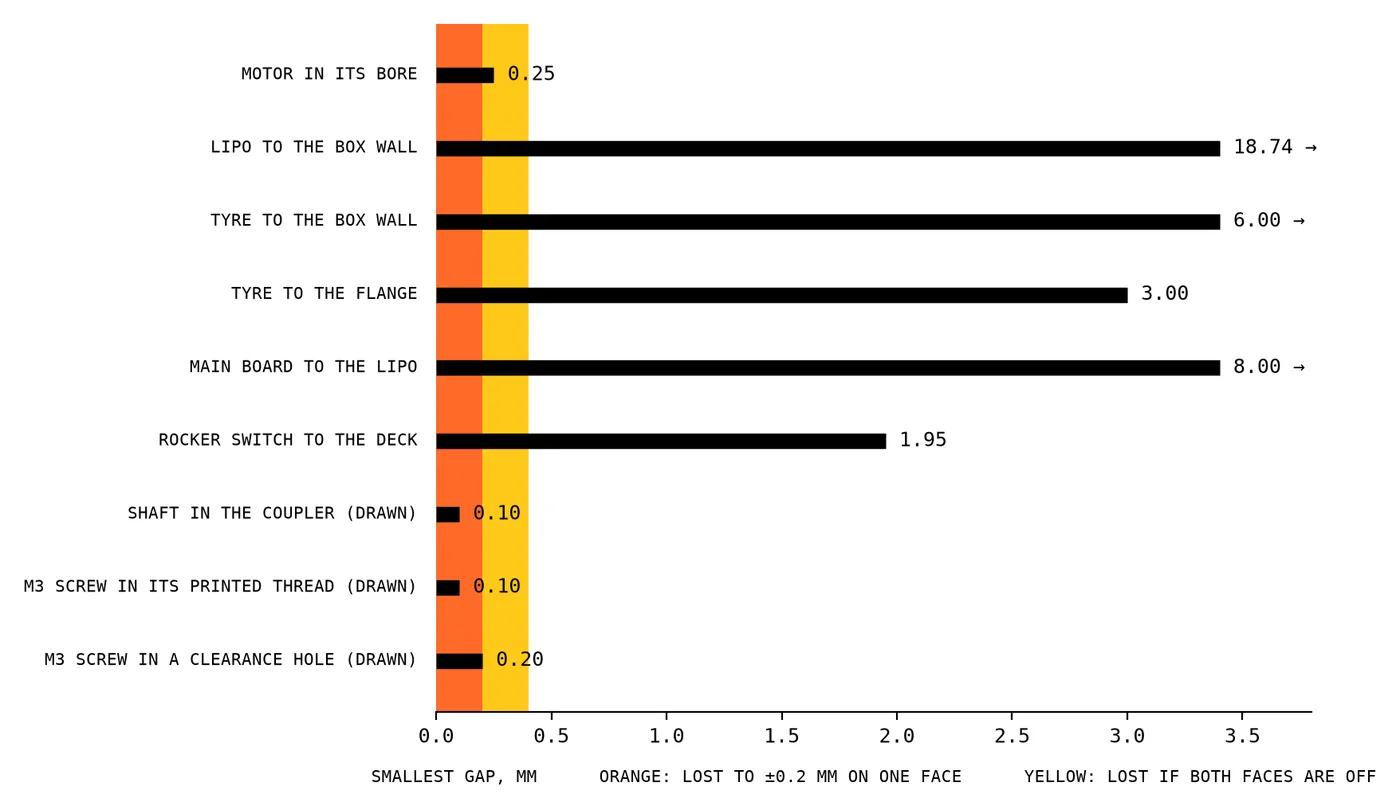 MOTOR IN ITS BORE 0.25
LIPO TO THE BOX WALL 18.74 →
TYRE TO THE BOX WALL 6.00 →
TYRE TO THE FLANGE 3.00
MAIN BOARD TO THE LIPO 8.00 →
ROCKER SWITCH TO THE DECK 1.95
SHAFT IN THE COUPLER (DRAWN) 0.10
M3 SCREW IN ITS PRINTED THREAD (DRAWN) 0.10
M3 SCREW IN A CLEARANCE HOLE (DRAWN) 0.20
0.0 0.5 1.0 1.5 2.0 2.5 3.0 3.5
SMALLEST GAP, MM ORANGE: LOST TO ±0.2 MM ON ONE FACE YELLOW: LOST IF BOTH FACES ARE OFF